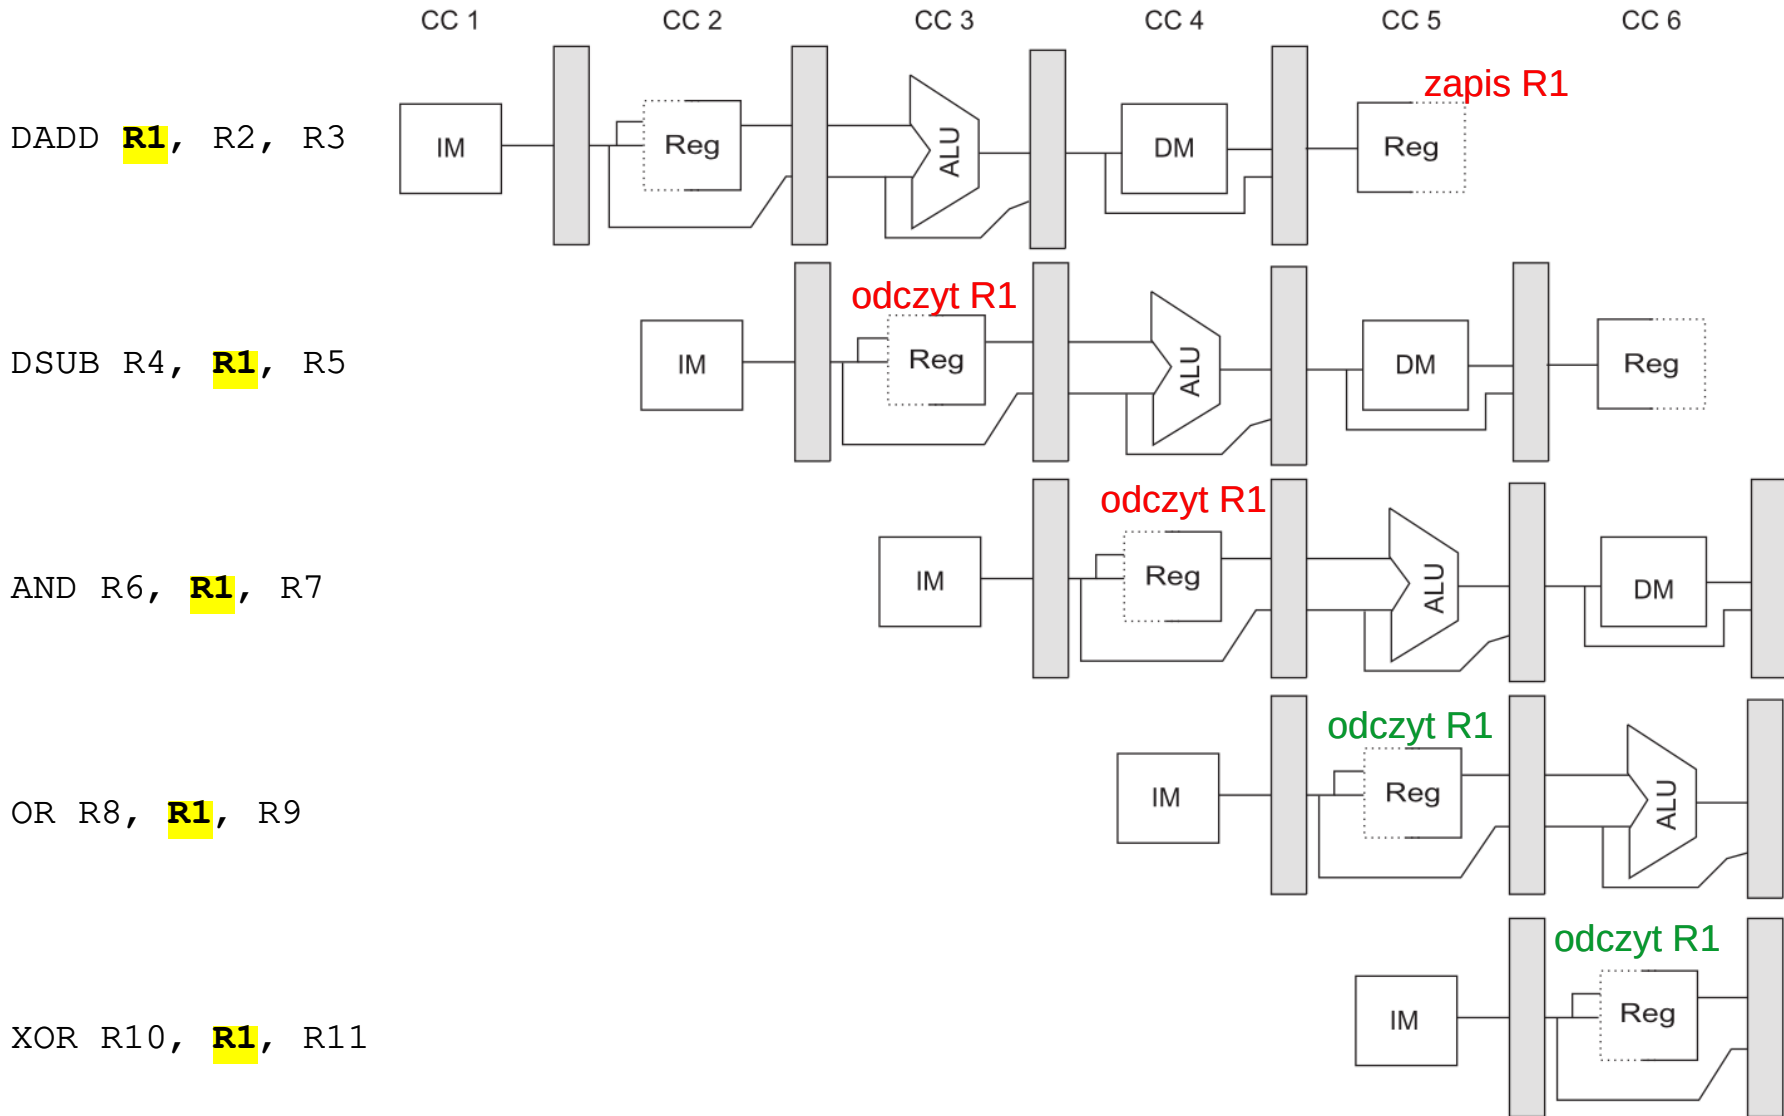 CC 1 CC 2 CC 3 CC 4 CC 5 CC 6
zapis R1
DADD R1, R2, R3 IM Reg ALU DM Reg
odczyt R1
DSUB R4, R1, R5 IM Reg ALU DM Reg
odczyt R1
AND R6, R1, R7 IM Reg ALU DM
odczyt R1
OR R8, R1, R9 IM Reg ALU
odczyt R1
XOR R10, R1, R11 IM Reg